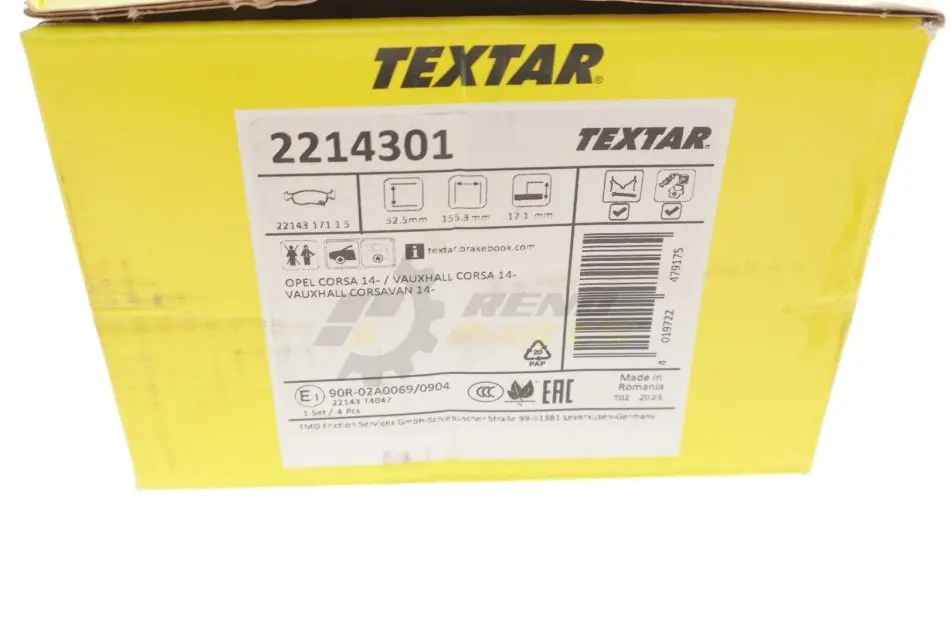 TEXTAR®
2214301
TEXTAR
22143 171 1 5
52.5mm
155.3 mm
17.1 mm
i textar.brakebook.com
OPEL CORSA 14- / VAUXHALL CORSA 14-
VAUXHALL CORSAVAN 14-
4 019722 479175
20
PAP
E1 90R-02A0069/0904
22143 T4047
1 Set / 4 Pcs
CCC
EAC
Made in
Romania
T02 2023
TMD Friction Services GmbH-Schlebuscher Straße 99-51381 Leverkusen-Germany